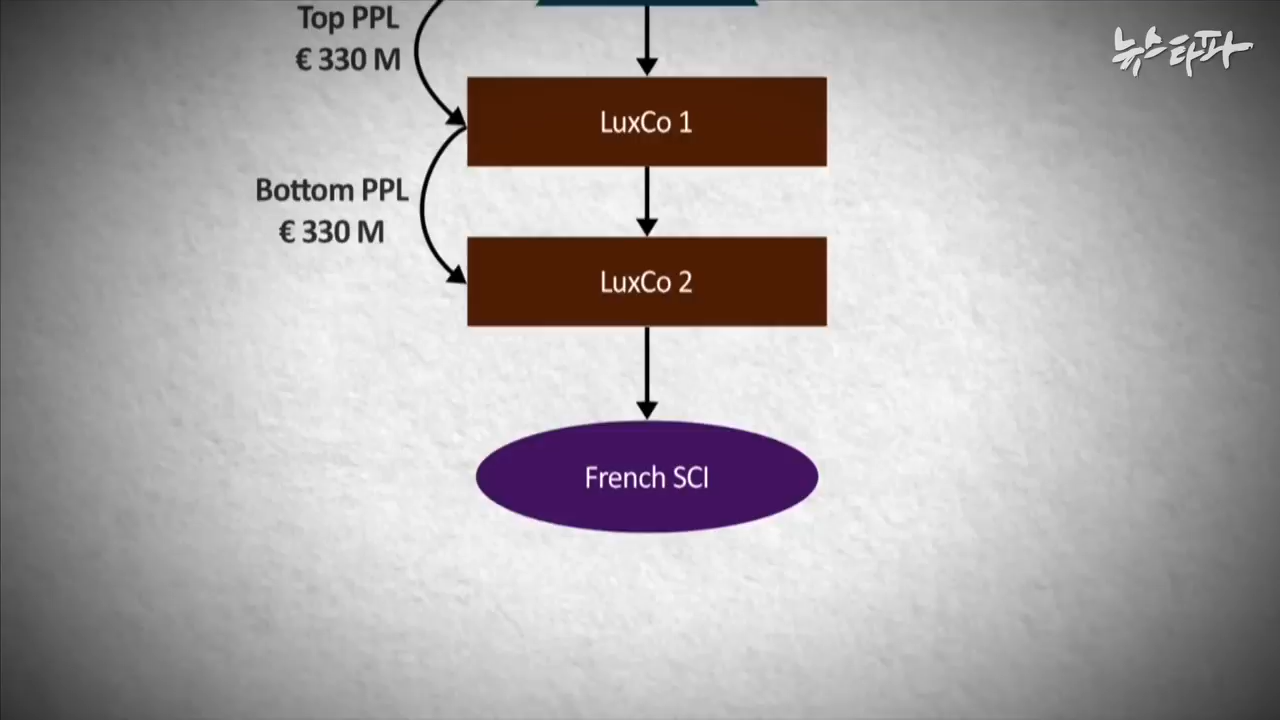 뉴스타파
Top PPL
€ 330 M
LuxCo 1
Bottom PPL
€ 330 M
LuxCo 2
French SCI